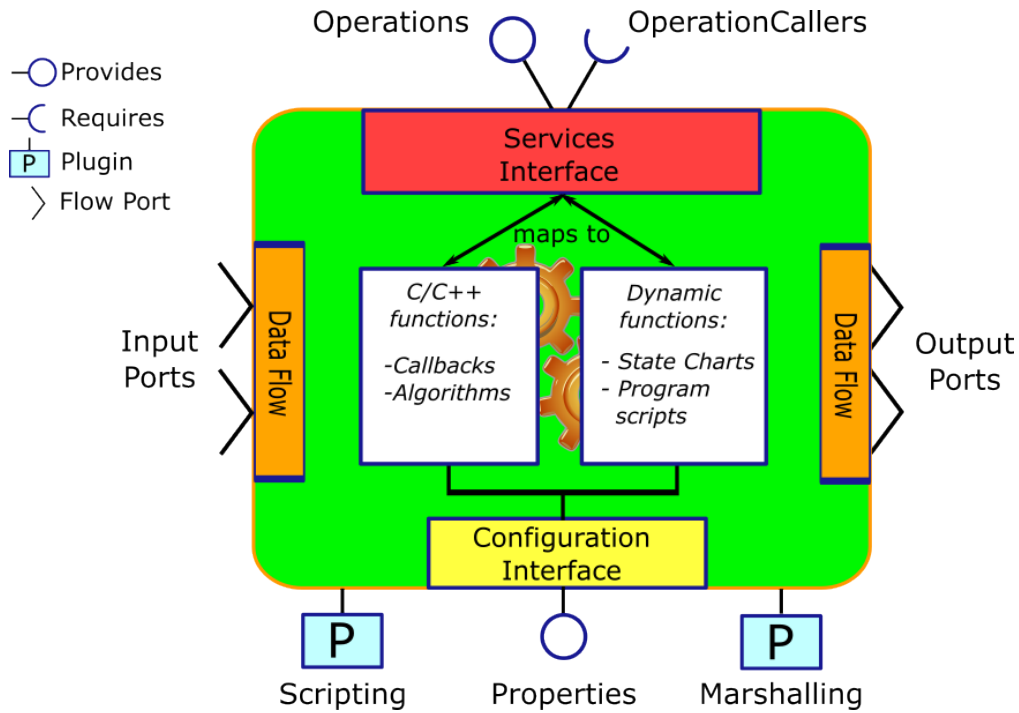 Operations
OperationCallers
Provides
Requires
P Plugin
Flow Port
Services
Interface
maps to
C/C++
functions:
-Callbacks
-Algorithms
Dynamic
functions:
- State Charts
- Program
scripts
Data Flow
Input
Ports
Data Flow
Output
Ports
Configuration
Interface
P
P
Scripting
Properties
Marshalling